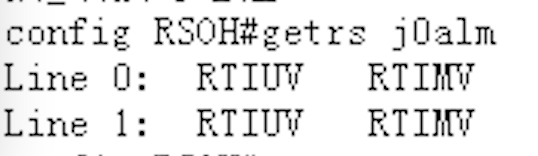 config RSOH#getrs j0alm
Line 0:  RTIUV   RTIMV
Line 1:  RTIUV   RTIMV